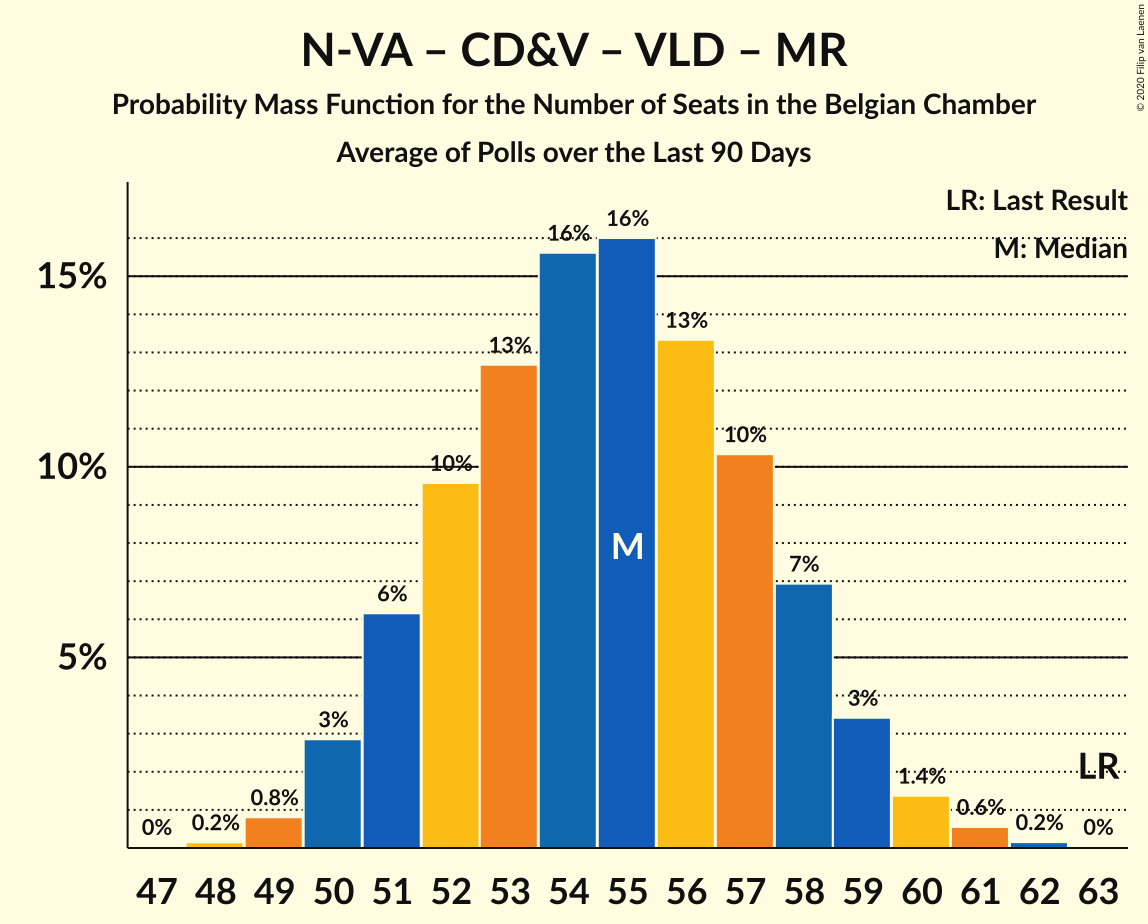 N-VA – CD&V – VLD – MR
Probability Mass Function for the Number of Seats in the Belgian Chamber
Average of Polls over the Last 90 Days
© 2020 Filip van Laenen
LR: Last Result
M: Median
15%
10%
5%
0%
0.2%
0.8%
3%
6%
10%
13%
16%
16%
13%
10%
7%
3%
1.4%
0.6%
0.2%
0%
M
LR
47 48 49 50 51 52 53 54 55 56 57 58 59 60 61 62 63